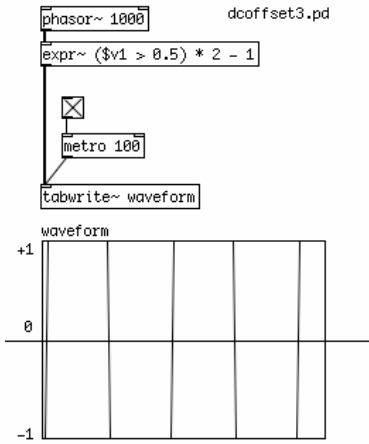 dcoffset3.pd
phasor~ 1000
expr~ ($v1 > 0.5) * 2 - 1
metro 100
tabwrite~ waveform
waveform
+1
0
-1